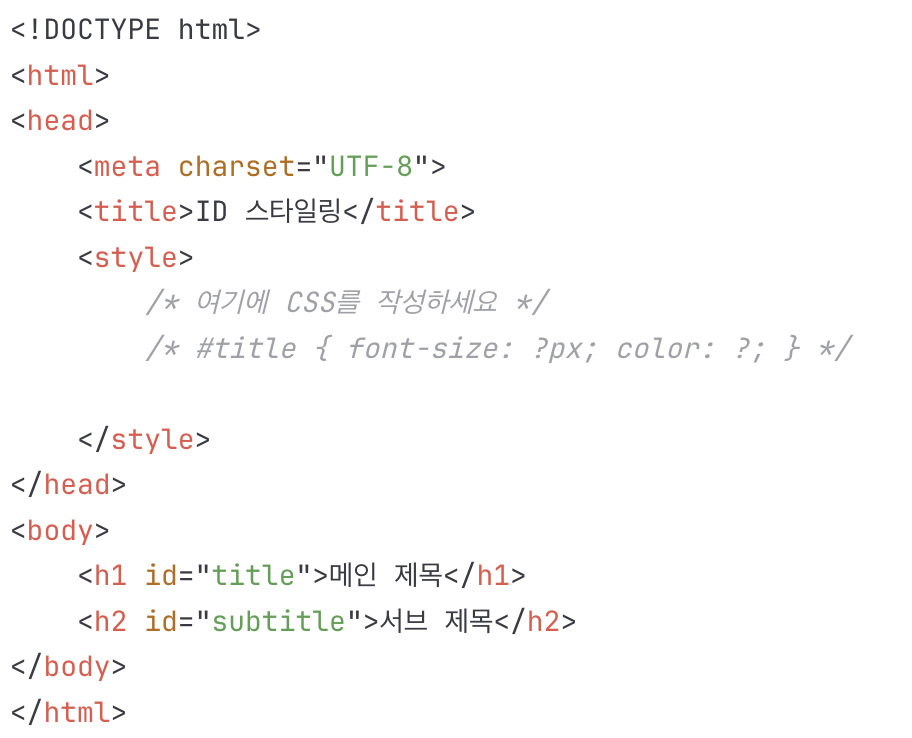 <!DOCTYPE html>
<html>
<head>
    <meta charset="UTF-8">
    <title>ID 스타일링</title>
    <style>
        /* 여기에 CSS를 작성하세요 */
        /* #title { font-size: ?px; color: ?; } */

    </style>
</head>
<body>
    <h1 id="title">메인 제목</h1>
    <h2 id="subtitle">서브 제목</h2>
</body>
</html>